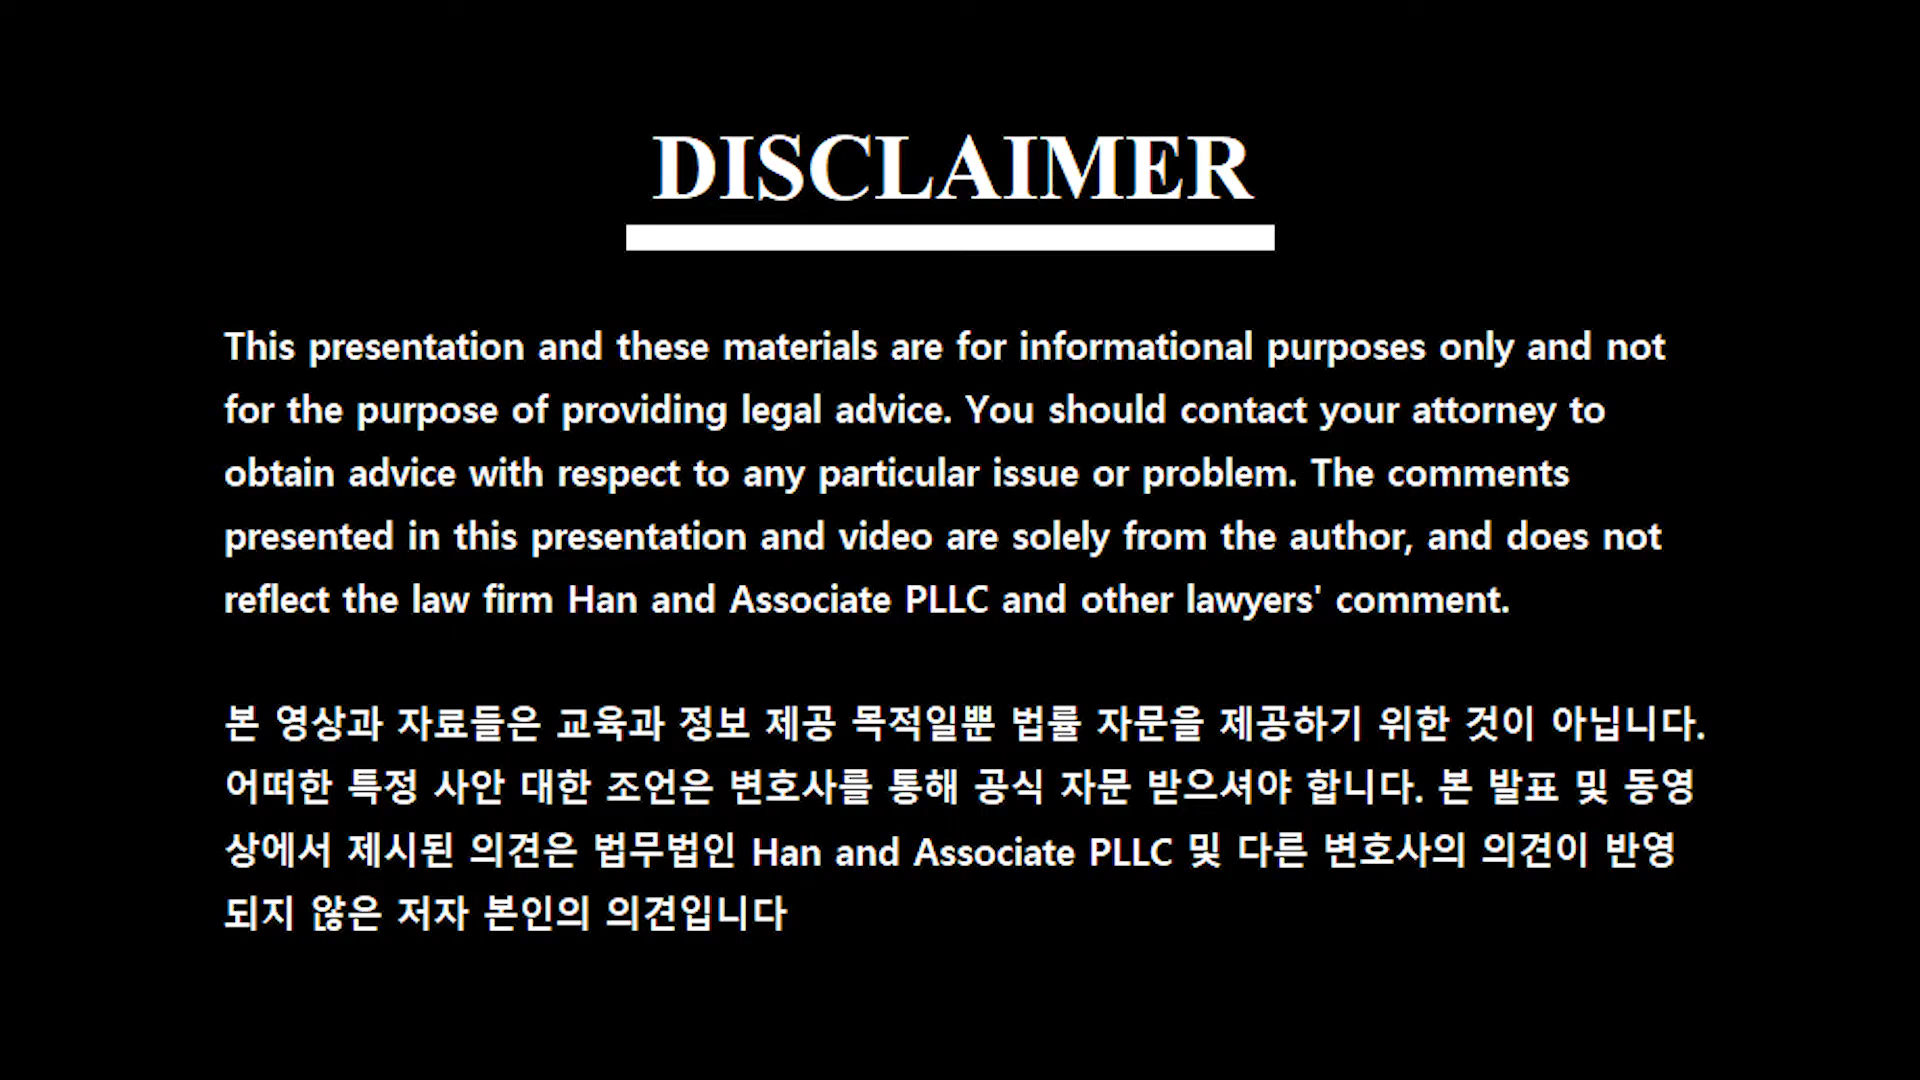 DISCLAIMER
This presentation and these materials are for informational purposes only and not
for the purpose of providing legal advice. You should contact your attorney to
obtain advice with respect to any particular issue or problem. The comments
presented in this presentation and video are solely from the author, and does not
reflect the law firm Han and Associate PLLC and other lawyers' comment.
본 영상과 자료들은 교육과 정보 제공 목적일뿐 법률 자문을 제공하기 위한 것이 아닙니다.
어떠한 특정 사안 대한 조언은 변호사를 통해 공식 자문 받으셔야 합니다. 본 발표 및 동영
상에서 제시된 의견은 법무법인 Han and Associate PLLC 및 다른 변호사의 의견이 반영
되지 않은 저자 본인의 의견입니다